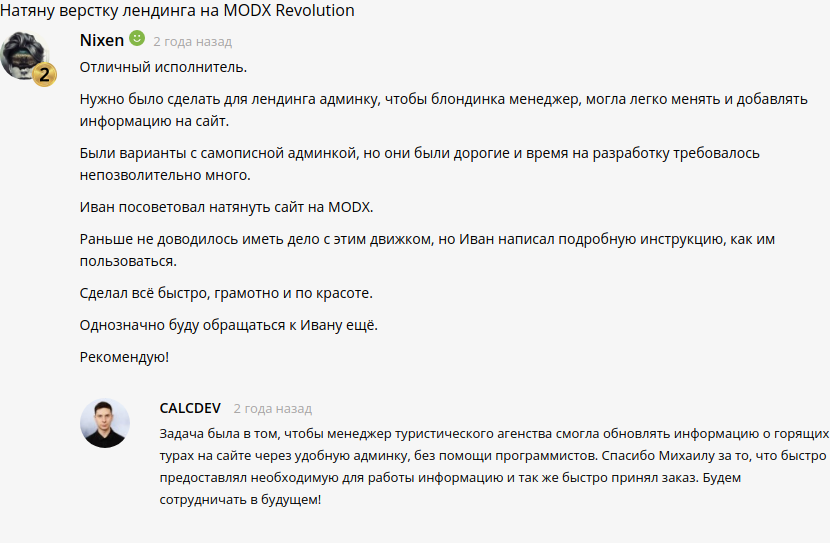 Натяну верстку лендинга на MODX Revolution
Nixen 2 года назад
2
Отличный исполнитель.
Нужно было сделать для лендинга админку, чтобы блондинка менеджер, могла легко менять и добавлять
информацию на сайт.
Были варианты с самописной админкой, но они были дорогие и время на разработку требовалось
непозволительно много.
Иван посоветовал натянуть сайт на MODX.
Раньше не доводилось иметь дело с этим движком, но Иван написал подробную инструкцию, как им
пользоваться.
Сделал всё быстро, грамотно и по красоте.
Однозначно буду обращаться к Ивану ещё.
Рекомендую!
CALCDEV 2 года назад
Задача была в том, чтобы менеджер туристического агенства смогла обновлять информацию о горящих
турах на сайте через удобную админку, без помощи программистов. Спасибо Михаилу за то, что быстро
предоставлял необходимую для работы информацию и так же быстро принял заказ. Будем
сотрудничать в будущем!